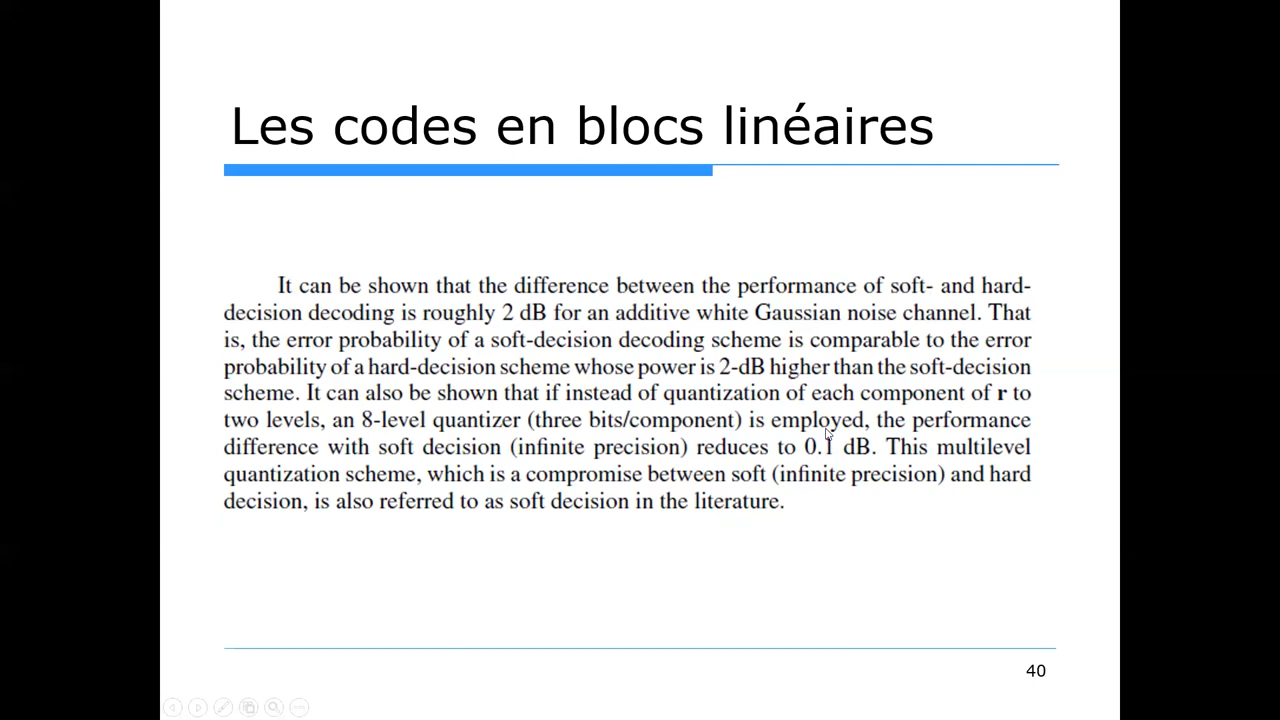 Les codes en blocs linéaires
It can be shown that the difference between the performance of soft- and hard-
decision decoding is roughly 2 dB for an additive white Gaussian noise channel. That
is, the error probability of a soft-decision decoding scheme is comparable to the error
probability of a hard-decision scheme whose power is 2-dB higher than the soft-decision
scheme. It can also be shown that if instead of quantization of each component of r to
two levels, an 8-level quantizer (three bits/component) is employed, the performance
difference with soft decision (infinite precision) reduces to 0.1 dB. This multilevel
quantization scheme, which is a compromise between soft (infinite precision) and hard
decision, is also referred to as soft decision in the literature.
40